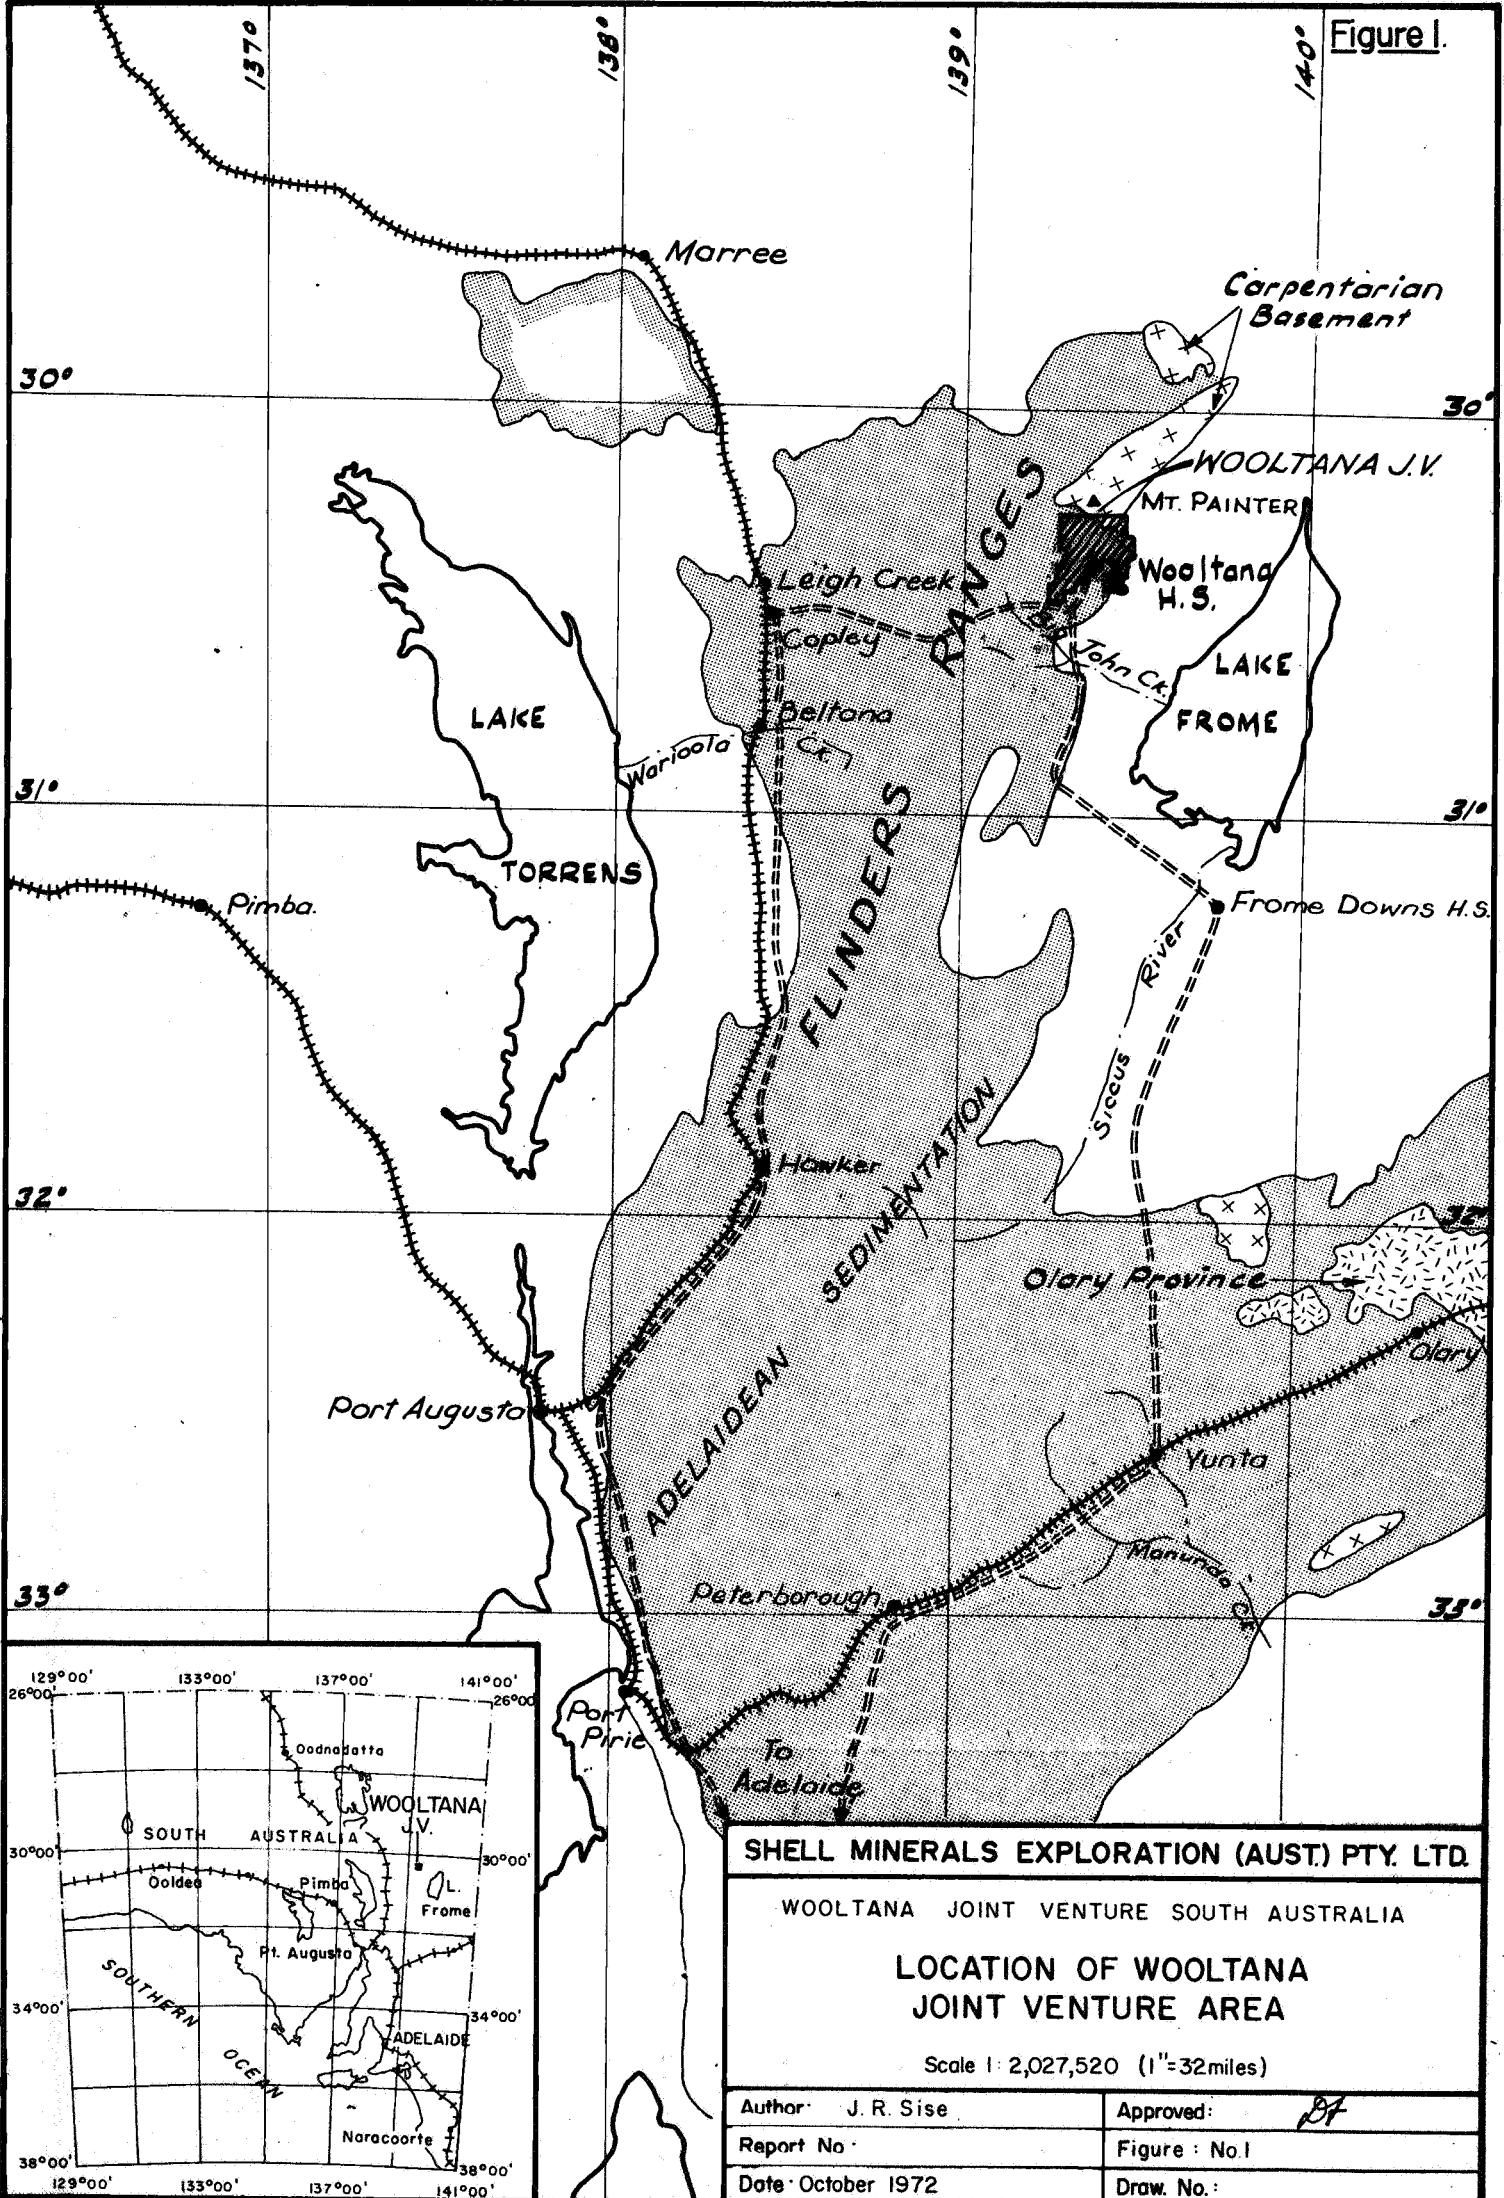 Figure 1.
137°
138°
139°
140°
Marree
Carpentarian
Basement
30°
30°
WOOLTANA J.V.
MT. PAINTER
Leigh Creek
Wooltana
H.S.
Copley
RANGES
John Ck.
LAKE
FROME
Beltana
LAKE
Warioota
Ck.
31°
31°
TORRENS
Pimba.
Frome Downs H.S.
FLINDERS
River
Siccus
Hawker
SEDIMENTATION
32°
32°
Olary Province
Olary
Port Augusta
ADELAIDEAN
Yunta
Manunda
Ck.
Peterborough
33°
33°
Port
Pirie
To
Adelaide
129°00'
133°00'
137°00'
141°00'
26°00'
26°00'
Oodnadatta
WOOLTANA
J.V.
SOUTH AUSTRALIA
30°00'
30°00'
Ooldea
Pimba
L.
Frome
Pt. Augusta
SOUTHERN
OCEAN
34°00'
34°00'
ADELAIDE
Naracoorte
38°00'
38°00'
129°00'
133°00'
137°00'
141°00'
SHELL MINERALS EXPLORATION (AUST.) PTY. LTD.
WOOLTANA JOINT VENTURE SOUTH AUSTRALIA
LOCATION OF WOOLTANA
JOINT VENTURE AREA
Scale 1: 2,027,520 (1"=32miles)
Author: J. R. Sise
Approved:
Report No.
Figure : No.1
Date: October 1972
Draw. No.: